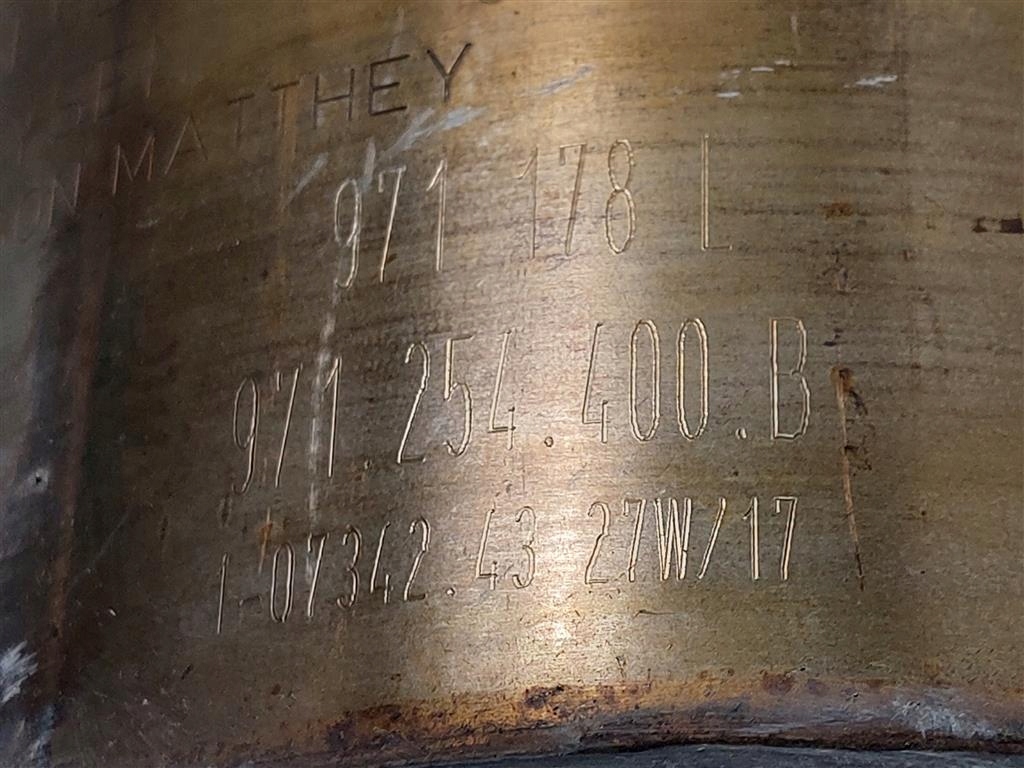 MATTHEY
971 178 L
971.254.400.B
1-07342.43 27W/17